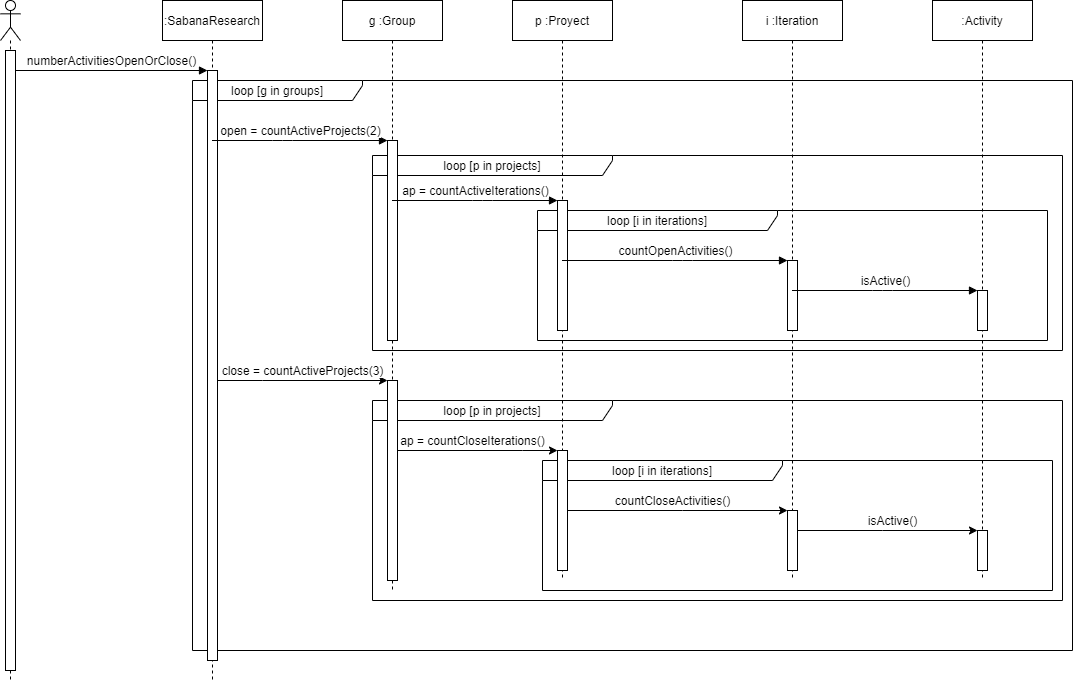 :SabanaResearch
g :Group
p :Proyect
i :Iteration
:Activity
numberActivitiesOpenOrClose()
loop [g in groups]
open = countActiveProjects(2)
loop [p in projects]
ap = countActiveIterations()
loop [i in iterations]
countOpenActivities()
isActive()
close = countActiveProjects(3)
loop [p in projects]
ap = countCloseIterations()
loop [i in iterations]
countCloseActivities()
isActive()